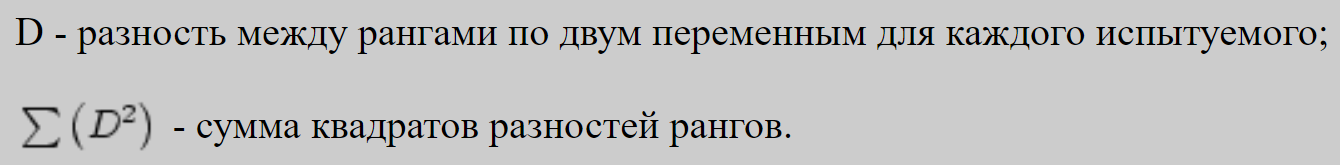 D - разность между рангами по двум переменным для каждого испытуемого;
∑(D²) - сумма квадратов разностей рангов.